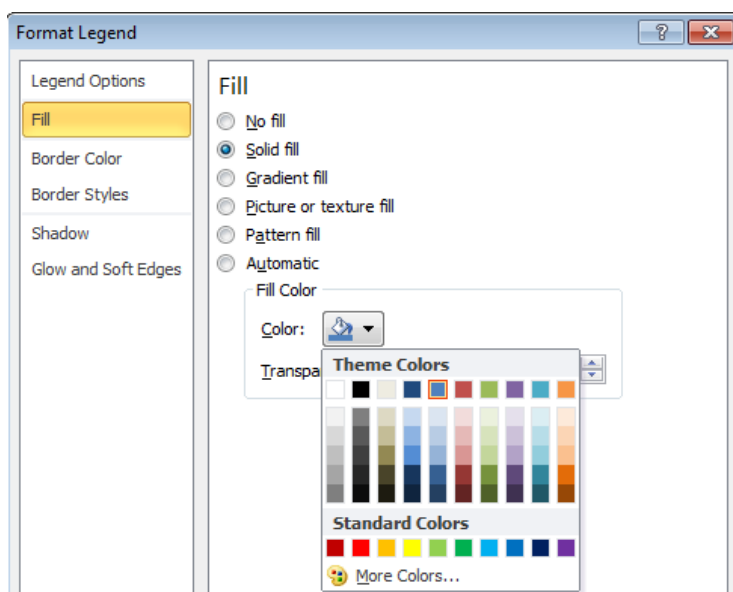 Format Legend
Legend Options
Fill
Border Color
Border Styles
Shadow
Glow and Soft Edges
Fill
No fill
Solid fill
Gradient fill
Picture or texture fill
Pattern fill
Automatic
Fill Color
Color:
Transpa
Theme Colors
Standard Colors
More Colors...